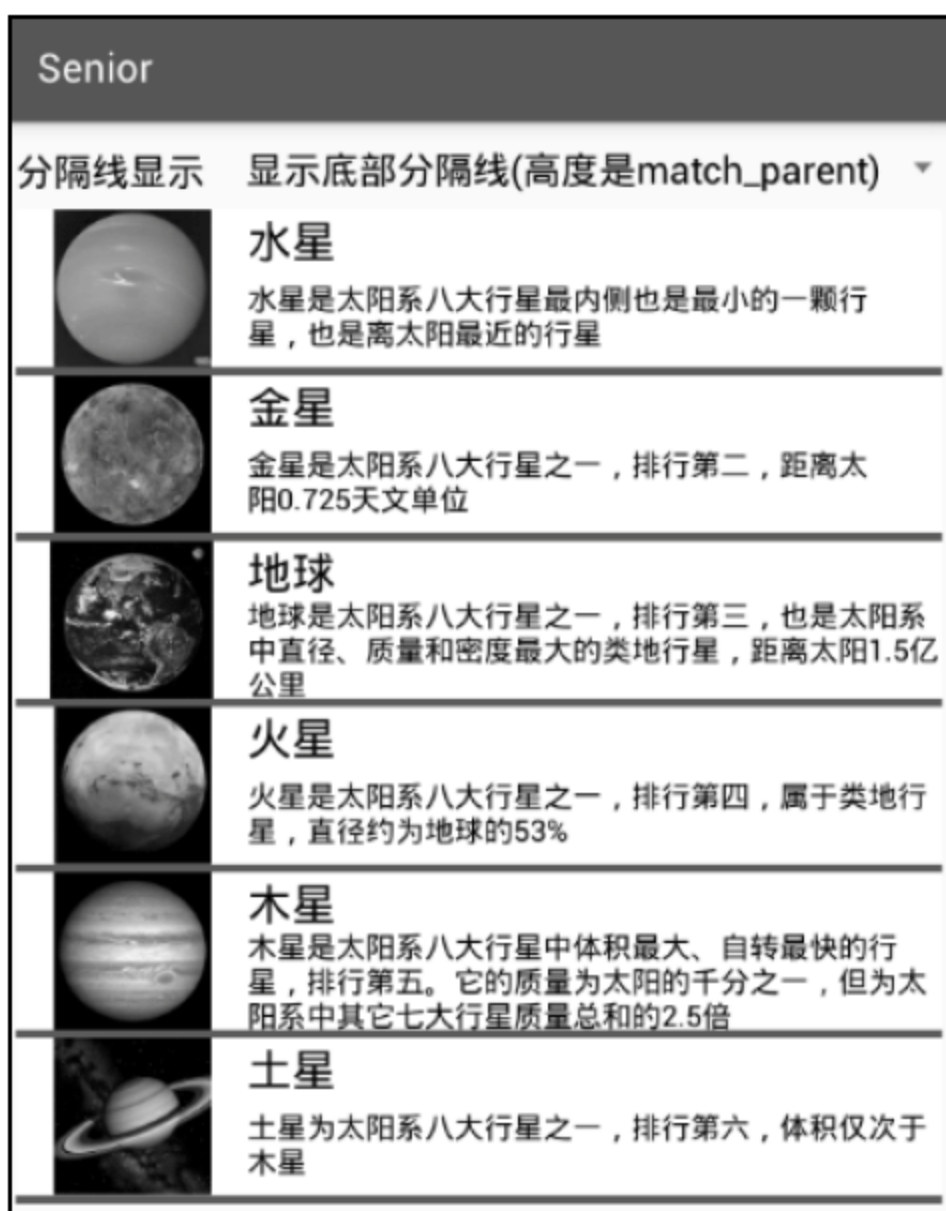 Senior
分隔线显示 显示底部分隔线(高度是match_parent)
水星
水星是太阳系八大行星最内侧也是最小的一颗行
星，也是离太阳最近的行星
金星
金星是太阳系八大行星之一，排行第二，距离太
阳0.725天文单位
地球
地球是太阳系八大行星之一，排行第三，也是太阳系
中直径、质量和密度最大的类地行星，距离太阳1.5亿
公里
火星
火星是太阳系八大行星之一，排行第四，属于类地行
星，直径约为地球的53%
木星
木星是太阳系八大行星中体积最大、自转最快的行
星，排行第五。它的质量为太阳的千分之一，但为太
阳系中其它七大行星质量总和的2.5倍
土星
土星为太阳系八大行星之一，排行第六，体积仅次于
木星